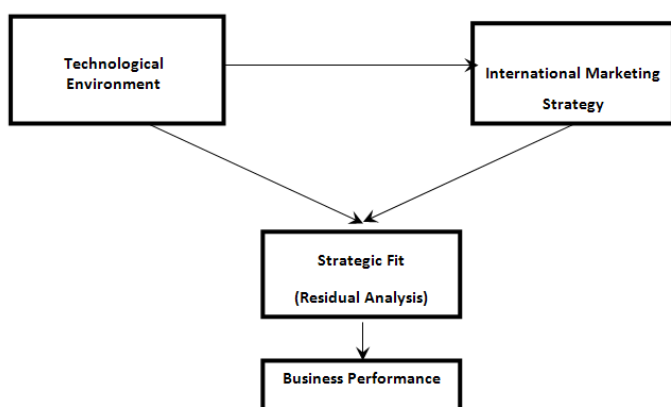 Technological
Environment
International Marketing
Strategy
Strategic Fit
(Residual Analysis)
Business Performance